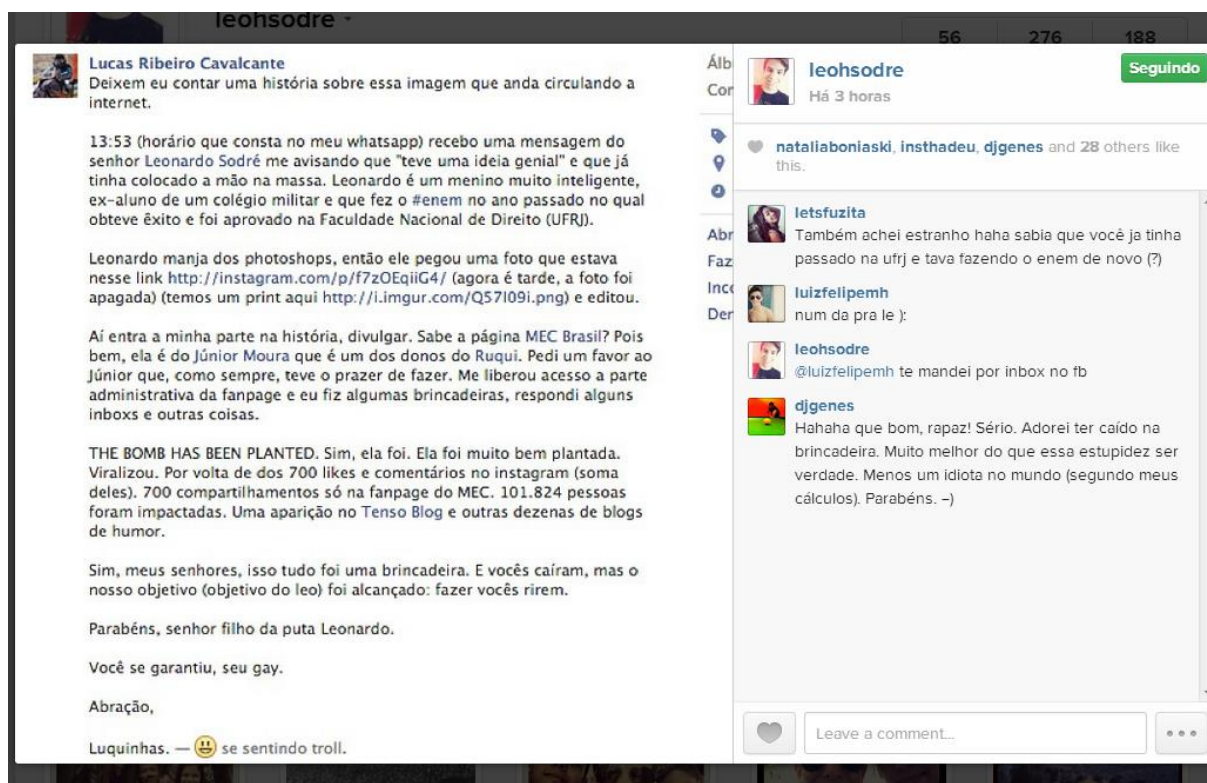 leohsodre
56 276 188
Lucas Ribeiro Cavalcante
Deixem eu contar uma história sobre essa imagem que anda circulando a
internet.
13:53 (horário que consta no meu whatsapp) recebo uma mensagem do
senhor Leonardo Sodré me avisando que "teve uma ideia genial" e que já
tinha colocado a mão na massa. Leonardo é um menino muito inteligente,
ex-aluno de um colégio militar e que fez o #enem no ano passado no qual
obteve êxito e foi aprovado na Faculdade Nacional de Direito (UFRJ).
Leonardo manja dos photoshops, então ele pegou uma foto que estava
nesse link http://instagram.com/p/f7zOEqiiG4/ (agora é tarde, a foto foi
apagada) (temos um print aqui http://i.imgur.com/Q57I09i.png) e editou.
Aí entra a minha parte na história, divulgar. Sabe a página MEC Brasil? Pois
bem, ela é do Júnior Moura que é um dos donos do Ruqui. Pedi um favor ao
Júnior que, como sempre, teve o prazer de fazer. Me liberou acesso a parte
administrativa da fanpage e eu fiz algumas brincadeiras, respondi alguns
inboxs e outras coisas.
THE BOMB HAS BEEN PLANTED. Sim, ela foi. Ela foi muito bem plantada.
Viralizou. Por volta de dos 700 likes e comentários no instagram (soma
deles). 700 compartilhamentos só na fanpage do MEC. 101.824 pessoas
foram impactadas. Uma aparição no Tenso Blog e outras dezenas de blogs
de humor.
Sim, meus senhores, isso tudo foi uma brincadeira. E vocês caíram, mas o
nosso objetivo (objetivo do leo) foi alcançado: fazer vocês rirem.
Parabéns, senhor filho da puta Leonardo.
Você se garantiu, seu gay.
Abração,
Luquinhas. — se sentindo troll.
Álb
Cor
Abr
Faz
Inco
Der
leohsodre
Seguindo
Há 3 horas
nataliaboniaski, insthadeu, djgenes and 28 others like
this.
letsfuzita
Também achei estranho haha sabia que você ja tinha
passado na ufrj e tava fazendo o enem de novo (?)
luizfelipemh
num da pra le ):
leohsodre
@luizfelipemh te mandei por inbox no fb
djgenes
Hahaha que bom, rapaz! Sério. Adorei ter caído na
brincadeira. Muito melhor do que essa estupidez ser
verdade. Menos um idiota no mundo (segundo meus
cálculos). Parabéns. –)
Leave a comment...